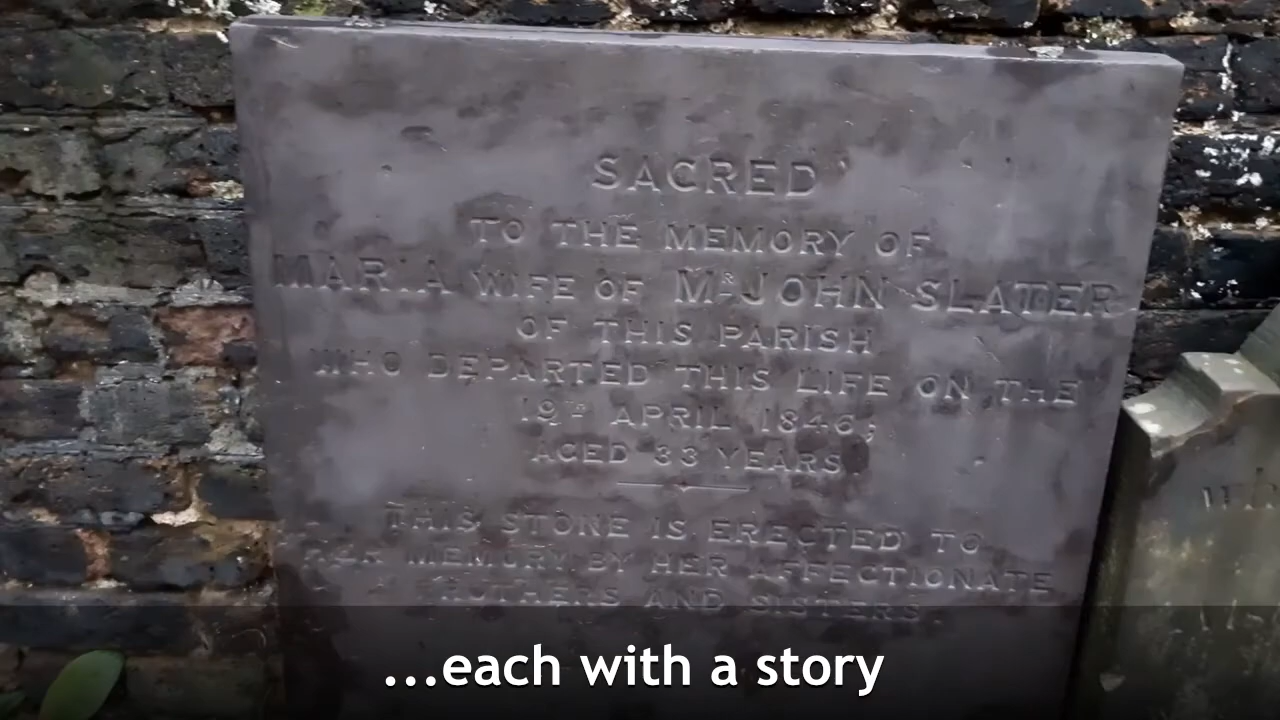 SACRED
TO THE MEMORY OF
MARIA WIFE OF MR JOHN SLATER
OF THIS PARISH
WHO DEPARTED THIS LIFE ON THE
19TH APRIL 1846;
AGED 33 YEARS
THIS STONE IS ERECTED TO
HER MEMORY BY HER AFFECTIONATE
BROTHERS AND SISTERS.
...each with a story